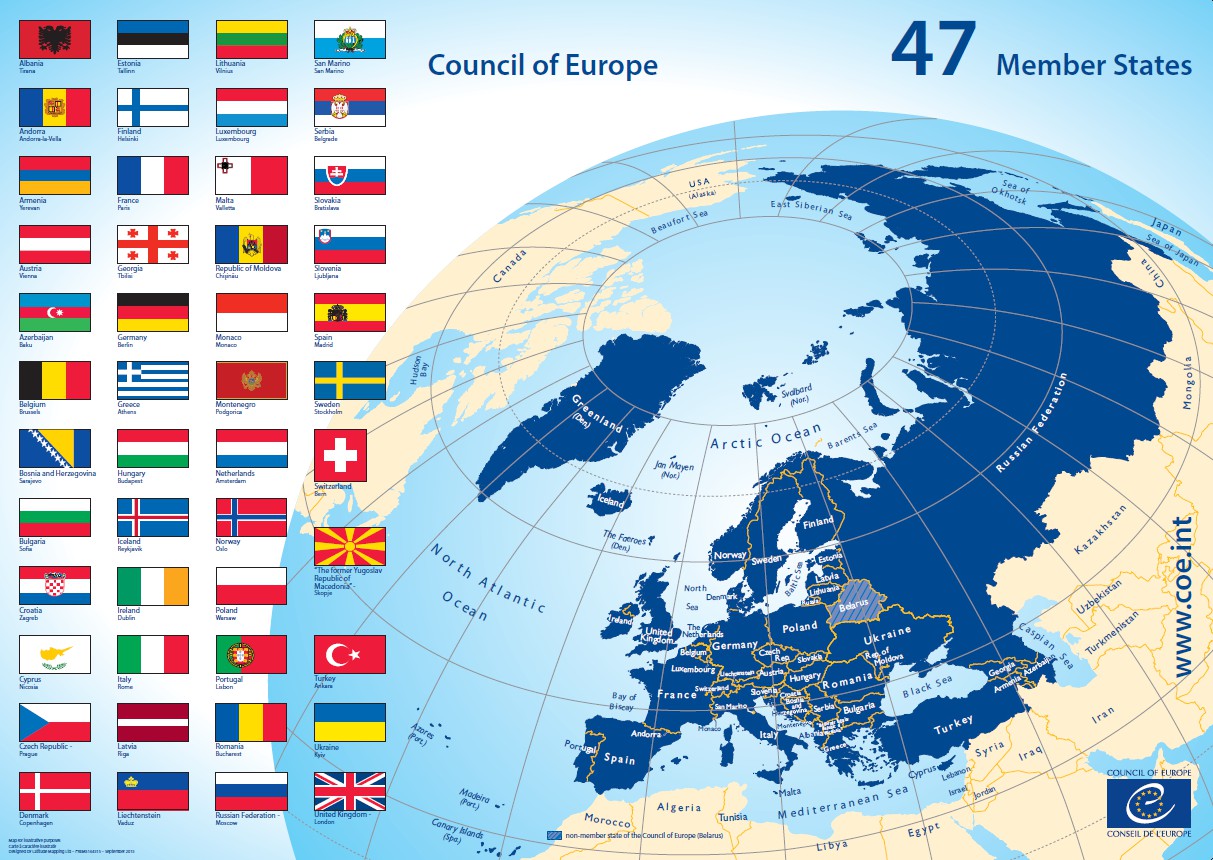 Council of Europe
47 Member States
Albania
Tirana
Estonia
Tallinn
Lithuania
Vilnius
San Marino
San Marino
Andorra
Andorra-la-Vella
Finland
Helsinki
Luxembourg
Luxembourg
Serbia
Belgrade
Armenia
Yerevan
France
Paris
Malta
Valletta
Slovakia
Bratislava
Austria
Vienna
Georgia
Tbilisi
Republic of Moldova
Chişinău
Slovenia
Ljubljana
Azerbaijan
Baku
Germany
Berlin
Monaco
Monaco
Spain
Madrid
Belgium
Brussels
Greece
Athens
Montenegro
Podgorica
Sweden
Stockholm
Bosnia and Herzegovina
Sarajevo
Hungary
Budapest
Netherlands
Amsterdam
Switzerland
Bern
Bulgaria
Sofia
Iceland
Reykjavik
Norway
Oslo
"The former Yugoslav
Republic of
Macedonia" -
Skopje
Croatia
Zagreb
Ireland
Dublin
Poland
Warsaw
Cyprus
Nicosia
Italy
Rome
Portugal
Lisbon
Turkey
Ankara
Czech Republic -
Prague
Latvia
Riga
Romania
Bucharest
Ukraine
Kyiv
Denmark
Copenhagen
Liechtenstein
Vaduz
Russian Federation -
Moscow
United Kingdom -
London
USA
(Alaska)
Beaufort Sea
East Siberian Sea
Sea of
Okhotsk
Japan
Sea of Japan
China
Canada
Hudson
Bay
Mongolia
Greenland
(Den)
Svalbard
(Nor.)
Arctic Ocean
Barents Sea
Russian Federation
Jan Mayen
(Nor.)
Iceland
The Faeroes
(Den.)
Kazakhstan
www.coe.int
North Atlantic
Ocean
Finland
Norway
Sweden
Estonia
Baltic Sea
Latvia
Lithuania
Russia
North
Sea
Denmark
Belarus
Uzbekistan
Turkmenistan
Caspian Sea
Ireland
United
Kingdom
The
Netherlands
Poland
Ukraine
Germany
Belgium
Czech
Rep.
Slovakia
Rep. of
Moldova
Luxembourg
Liechtenstein
Austria
Hungary
Romania
Georgia
Armenia
Azerbaijan
France
Switzerland
Slovenia
Croatia
Bosnia
and
Herzegovina
Serbia
Bulgaria
Black Sea
Bay of
Biscay
San Marino
Monaco
Italy
Montenegro
Albania
Greece
Turkey
Iran
Azores
(Port.)
Portugal
Spain
Andorra
Syria
Iraq
Cyprus
Lebanon
Israel
Jordan
Malta
Mediterranean Sea
Madeira
(Port.)
Canary Islands
(Spa.)
Morocco
Algeria
Tunisia
Libya
Egypt
non-member state of the Council of Europe (Belarus)
COUNCIL OF EUROPE
CONSEIL DE L'EUROPE
Map for illustrative purposes